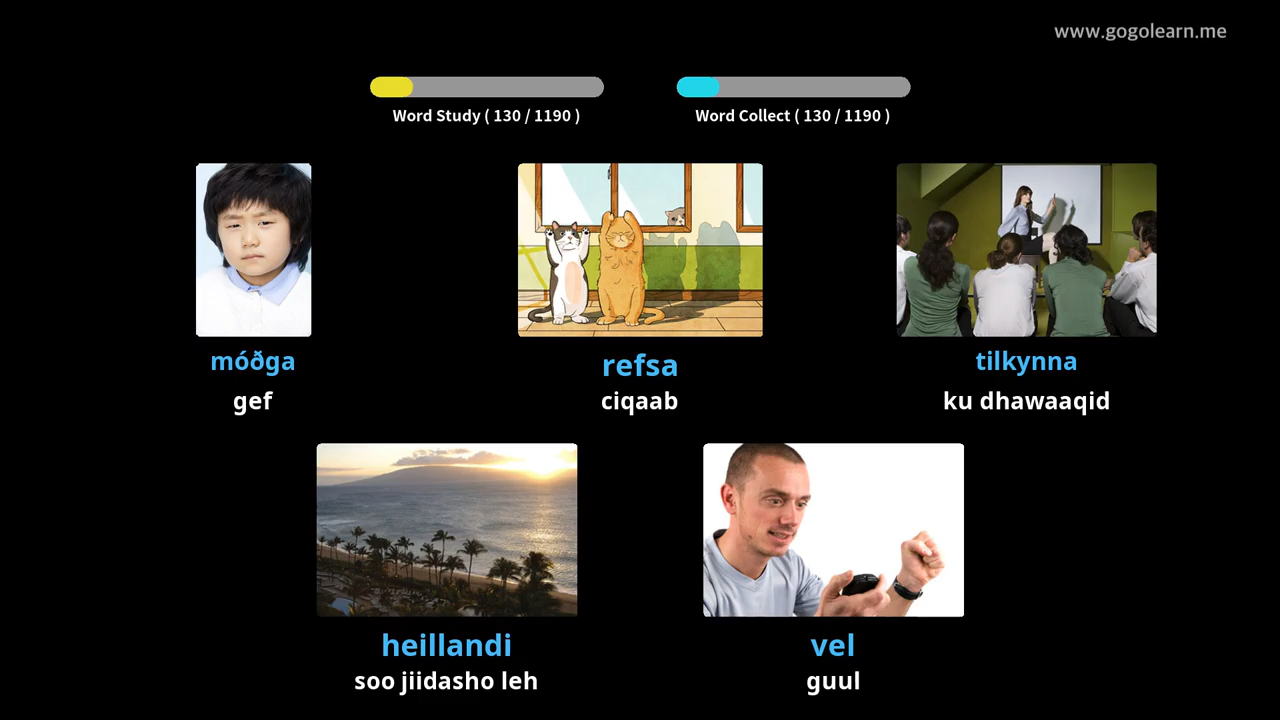 www.gogolearn.me
Word Study ( 130 / 1190 )
Word Collect ( 130 / 1190 )
móðga
gef
refsa
ciqaab
tilkynna
ku dhawaaqid
heillandi
soo jiidasho leh
vel
guul